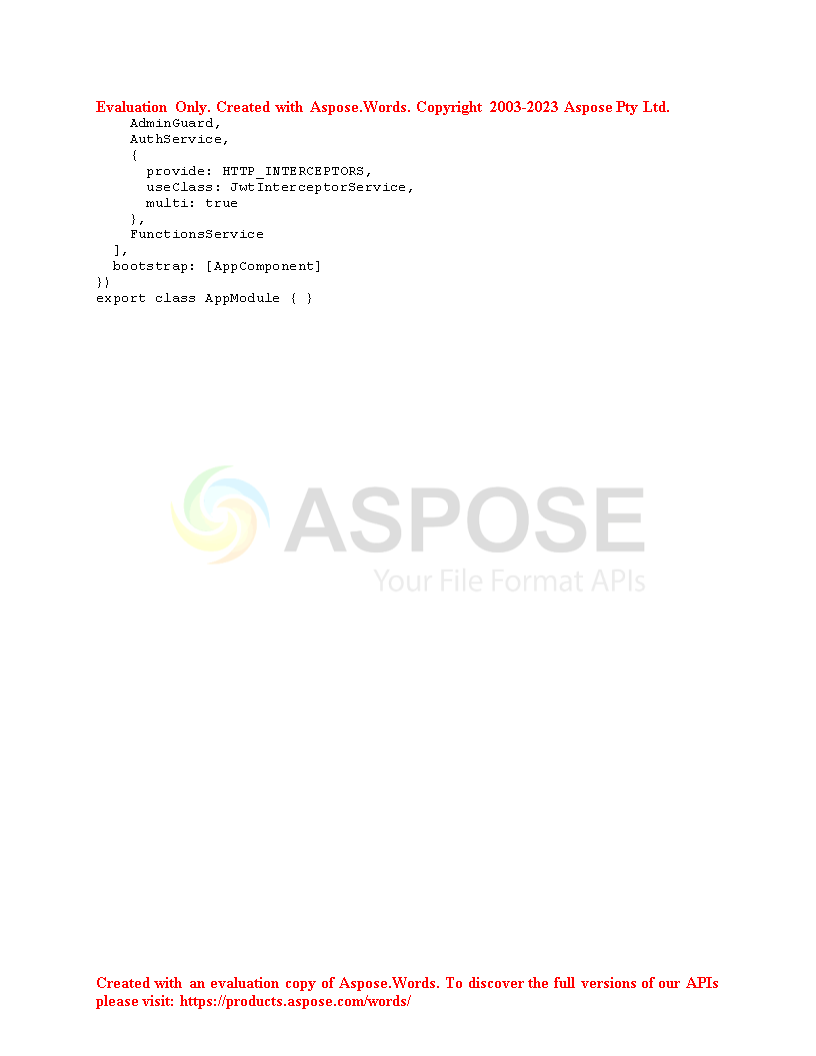 Evaluation Only. Created with Aspose.Words. Copyright 2003-2023 Aspose Pty Ltd.
    AdminGuard,
    AuthService,
    {
      provide: HTTP_INTERCEPTORS,
      useClass: JwtInterceptorService,
      multi: true
    },
    FunctionsService
  ],
  bootstrap: [AppComponent]
})
export class AppModule { }
ASPOSE
Your File Format APIs
Created with an evaluation copy of Aspose.Words. To discover the full versions of our APIs
please visit: https://products.aspose.com/words/